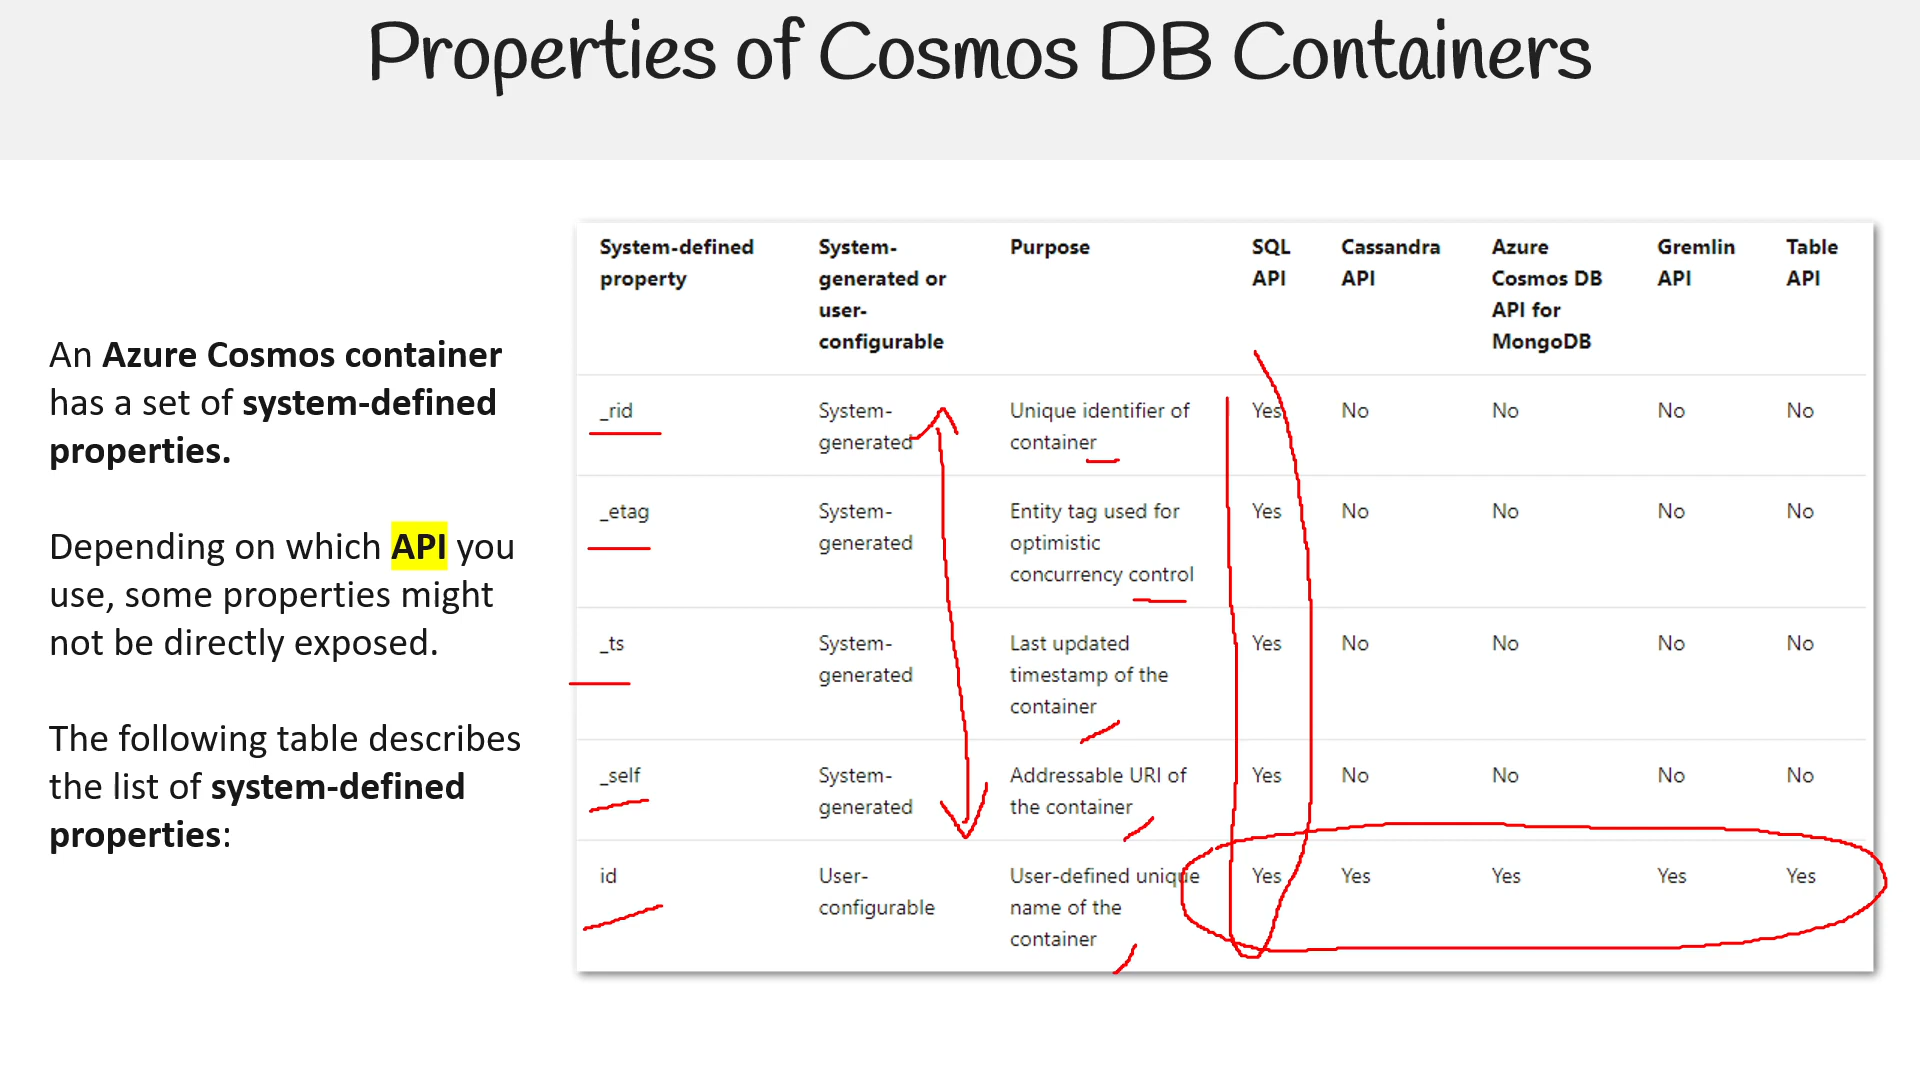 Properties of Cosmos DB Containers
An Azure Cosmos container
has a set of system-defined
properties.
Depending on which API you
use, some properties might
not be directly exposed.
The following table describes
the list of system-defined
properties:
System-defined property | System-generated or user-configurable | Purpose | SQL API | Cassandra API | Azure Cosmos DB API for MongoDB | Gremlin API | Table API
_rid | System-generated | Unique identifier of container | Yes | No | No | No | No
_etag | System-generated | Entity tag used for optimistic concurrency control | Yes | No | No | No | No
_ts | System-generated | Last updated timestamp of the container | Yes | No | No | No | No
_self | System-generated | Addressable URI of the container | Yes | No | No | No | No
id | User-configurable | User-defined unique name of the container | Yes | Yes | Yes | Yes | Yes